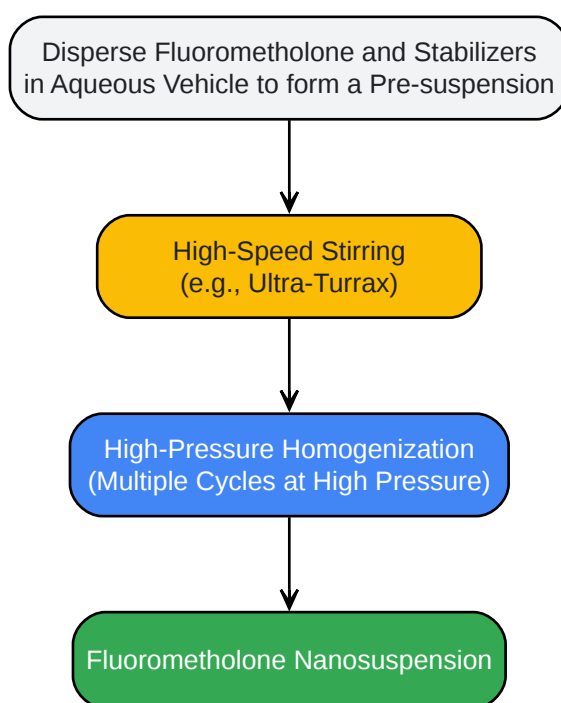 Disperse Fluorometholone and Stabilizers
in Aqueous Vehicle to form a Pre-suspension
High-Speed Stirring
(e.g., Ultra-Turrax)
High-Pressure Homogenization
(Multiple Cycles at High Pressure)
Fluorometholone Nanosuspension